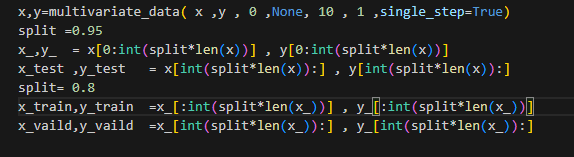 x,y=multivariate_data( x ,y , 0 ,None, 10 , 1 ,single_step=True)
split =0.95
x_,y_  = x[0:int(split*len(x))] , y[0:int(split*len(x))]
x_test ,y_test   = x[int(split*len(x)):] , y[int(split*len(x)):]
split= 0.8
x_train,y_train  =x_[:int(split*len(x_))] , y_[:int(split*len(x_))]
x_vaild,y_vaild  =x_[int(split*len(x_)):] , y_[int(split*len(x_)):]